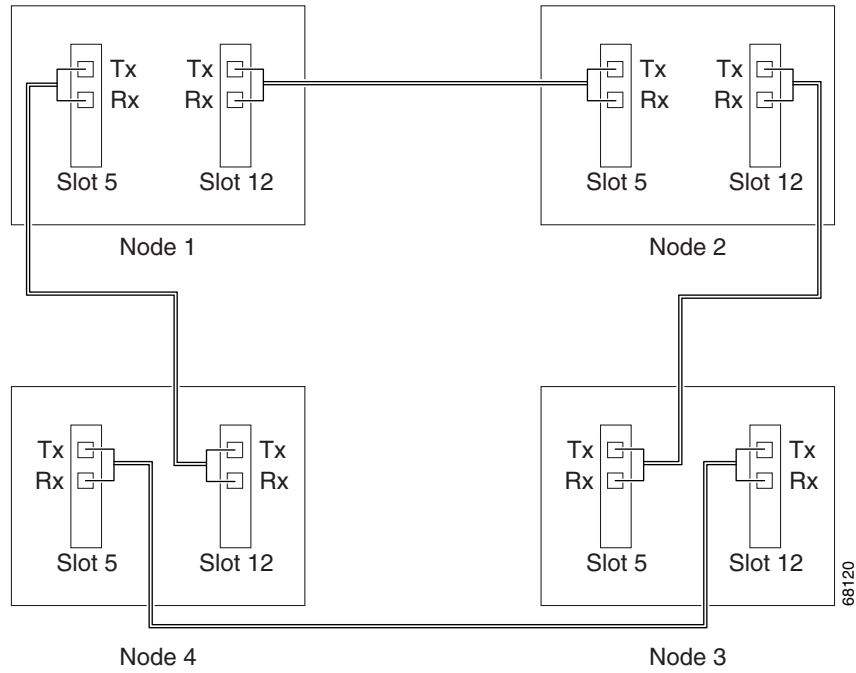 Tx Tx Tx Tx
Rx Rx Rx Rx
Slot 5 Slot 12 Slot 5 Slot 12
Node 1 Node 2
Tx Tx Tx Tx
Rx Rx Rx Rx
Slot 5 Slot 12 Slot 5 Slot 12
68120
Node 4 Node 3